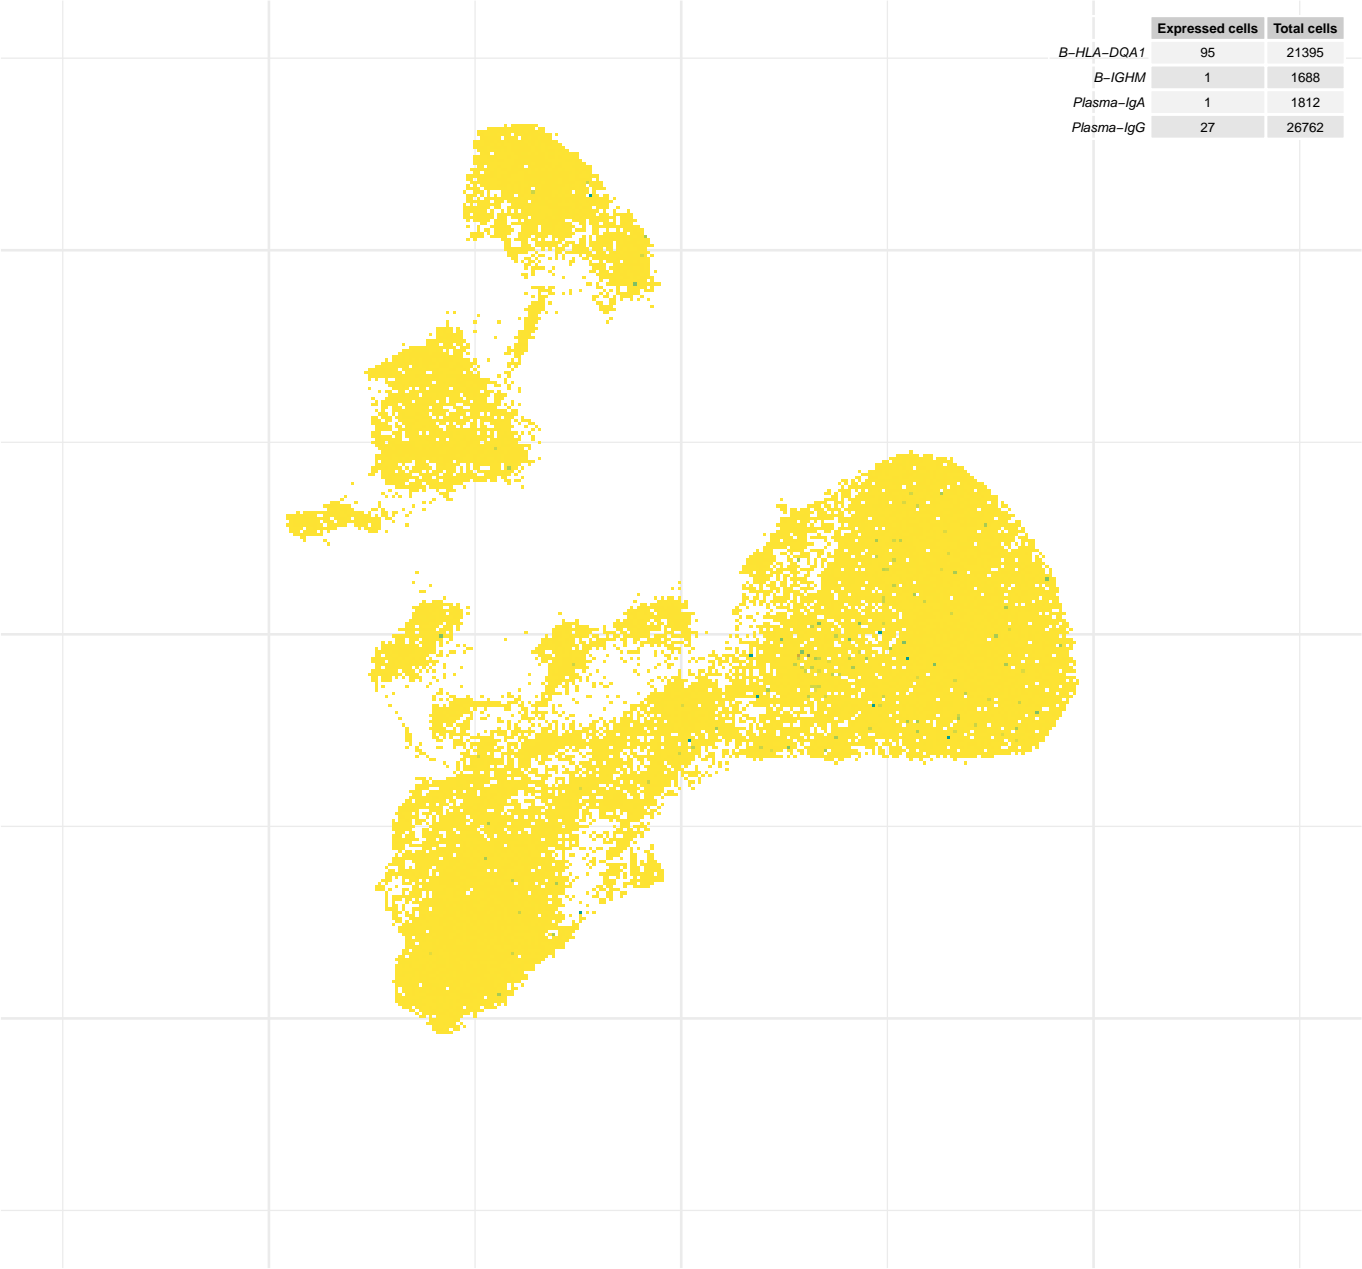 Expressed cells Total cells
B−HLA−DQA1 95 21395
B−IGHM 1 1688
Plasma−IgA 1 1812
Plasma−IgG 27 26762